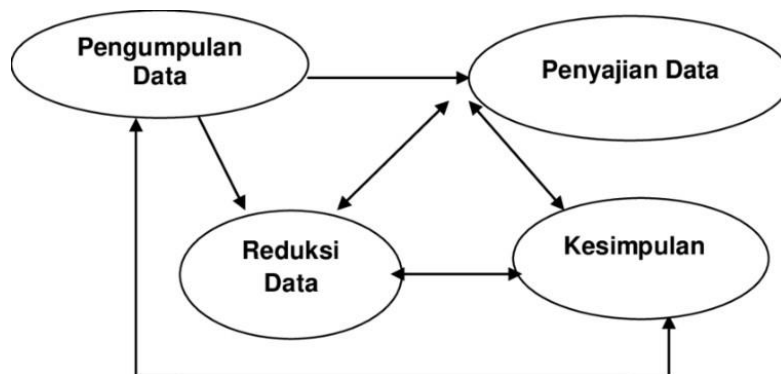 Pengumpulan
Data
Penyajian Data
Reduksi
Data
Kesimpulan